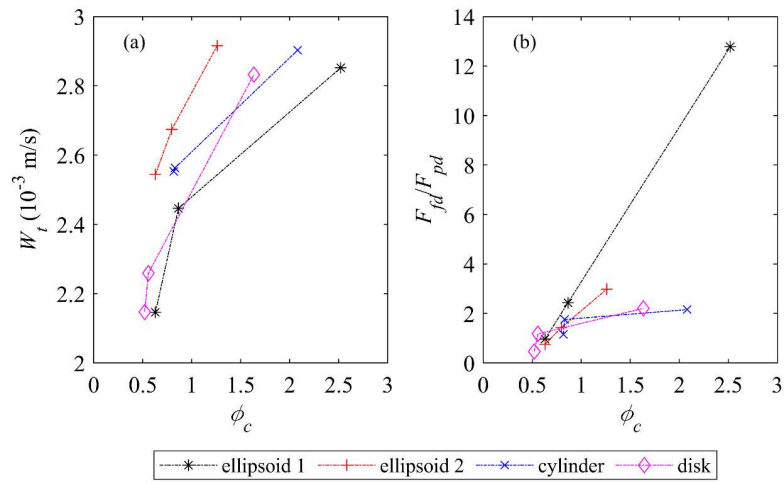 (a)
W_t (10^-3 m/s)
3
2.8
2.6
2.4
2.2
2
0 0.5 1 1.5 2 2.5 3
ϕ_c
(b)
F_fd/F_pd
14
12
10
8
6
4
2
0
0 0.5 1 1.5 2 2.5 3
ϕ_c
ellipsoid 1 ellipsoid 2 cylinder disk